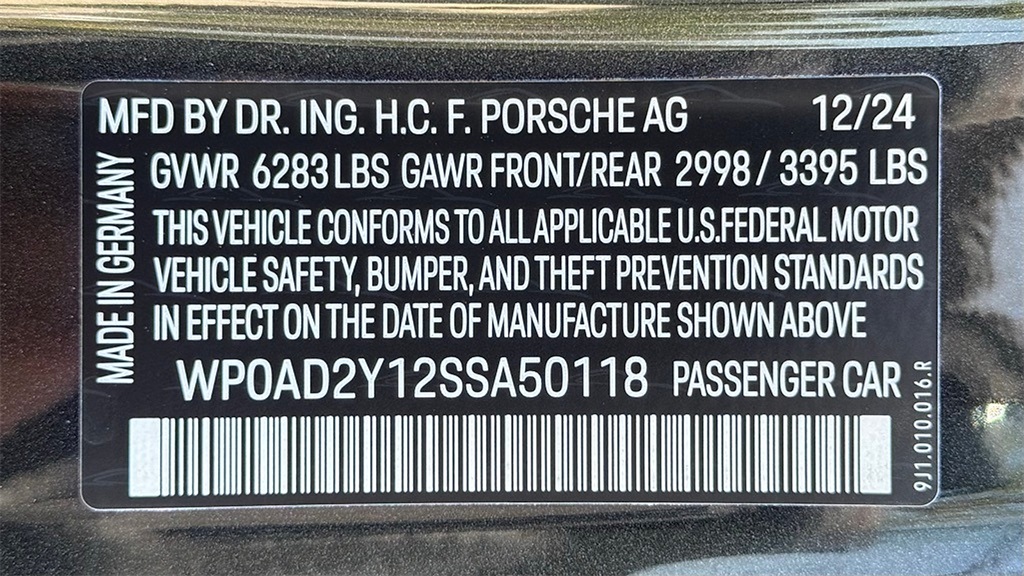 MFD BY DR. ING. H.C. F. PORSCHE AG 12/24
GVWR 6283 LBS GAWR FRONT/REAR 2998 / 3395 LBS
THIS VEHICLE CONFORMS TO ALL APPLICABLE U.S.FEDERAL MOTOR
VEHICLE SAFETY, BUMPER, AND THEFT PREVENTION STANDARDS
IN EFFECT ON THE DATE OF MANUFACTURE SHOWN ABOVE
WP0AD2Y12SSA50118 PASSENGER CAR
MADE IN GERMANY
9J1.010.016.R